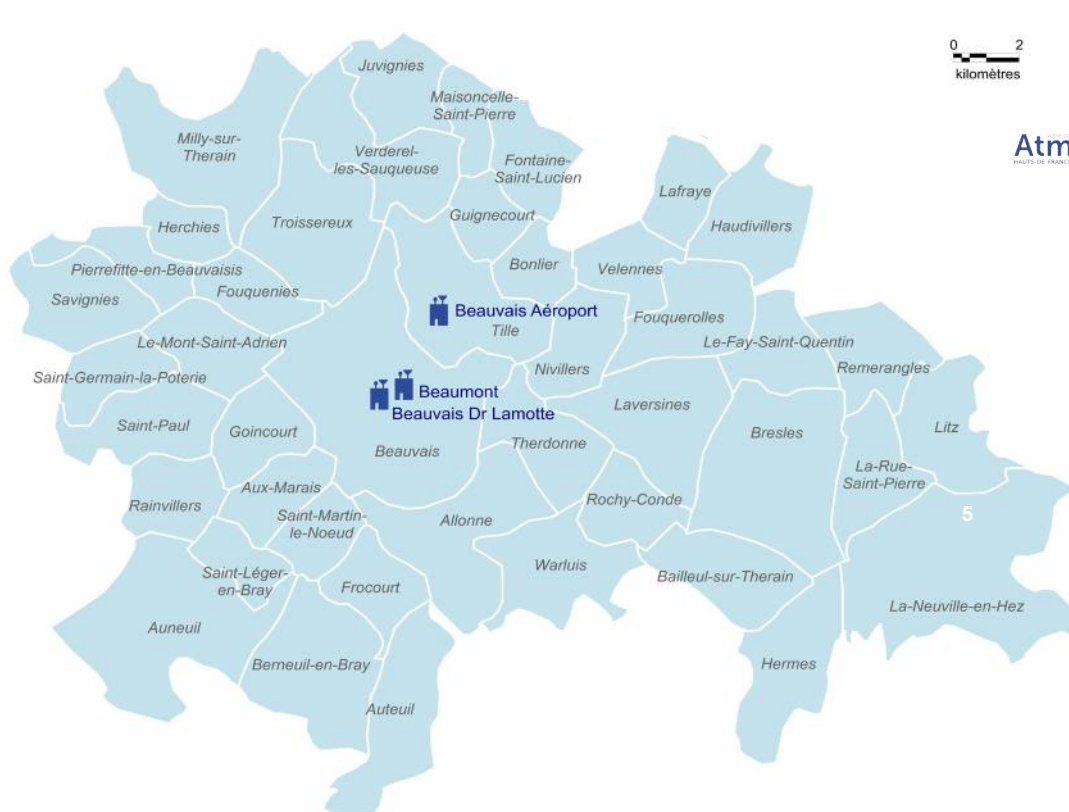 Juvignies
0 2
kilomètres
Maisoncelle-
Saint-Pierre
Milly-sur-
Therain
Verderel-
les-Sauqueuse
Atm
HAUTS-DE-FRANCE
Fontaine-
Saint-Lucien
Lafraye
Herchies
Troissereux
Guignecourt
Haudivillers
Pierrefitte-en-Beauvaisis
Bonlier
Velennes
Savignies
Fouquenies
Beauvais Aéroport
Tille
Fouquerolles
Le-Mont-Saint-Adrien
Le-Fay-Saint-Quentin
Saint-Germain-la-Poterie
Nivillers
Remerangles
Beaumont
Beauvais Dr Lamotte
Laversines
Saint-Paul
Goincourt
Beauvais
Therdonne
Bresles
Litz
Aux-Marais
La-Rue-
Saint-Pierre
Rainvillers
Saint-Martin-
le-Noeud
Allonne
Rochy-Conde
5
Saint-Léger-
en-Bray
Frocourt
Warluis
Bailleul-sur-Therain
La-Neuville-en-Hez
Auneuil
Berneuil-en-Bray
Hermes
Auteuil